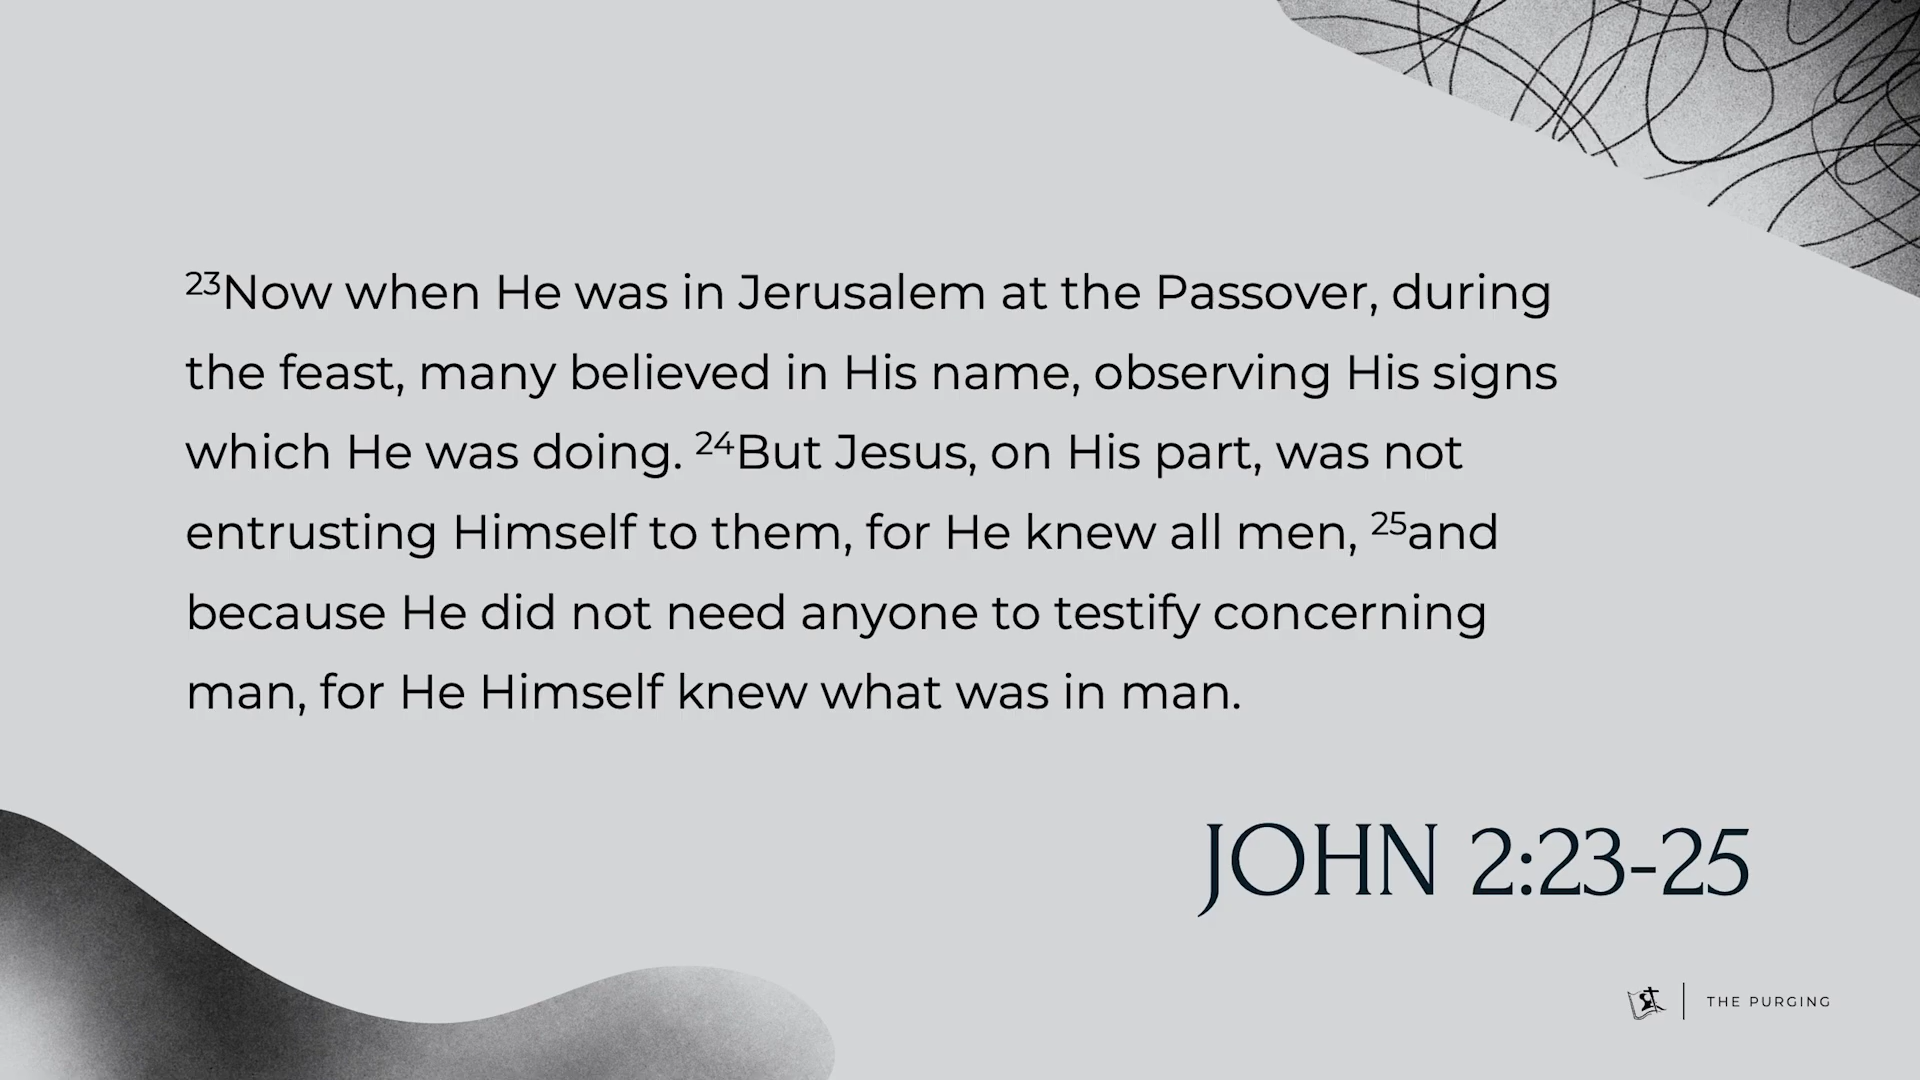 23Now when He was in Jerusalem at the Passover, during
the feast, many believed in His name, observing His signs
which He was doing. 24But Jesus, on His part, was not
entrusting Himself to them, for He knew all men, 25and
because He did not need anyone to testify concerning
man, for He Himself knew what was in man.
JOHN 2:23-25
THE PURGING